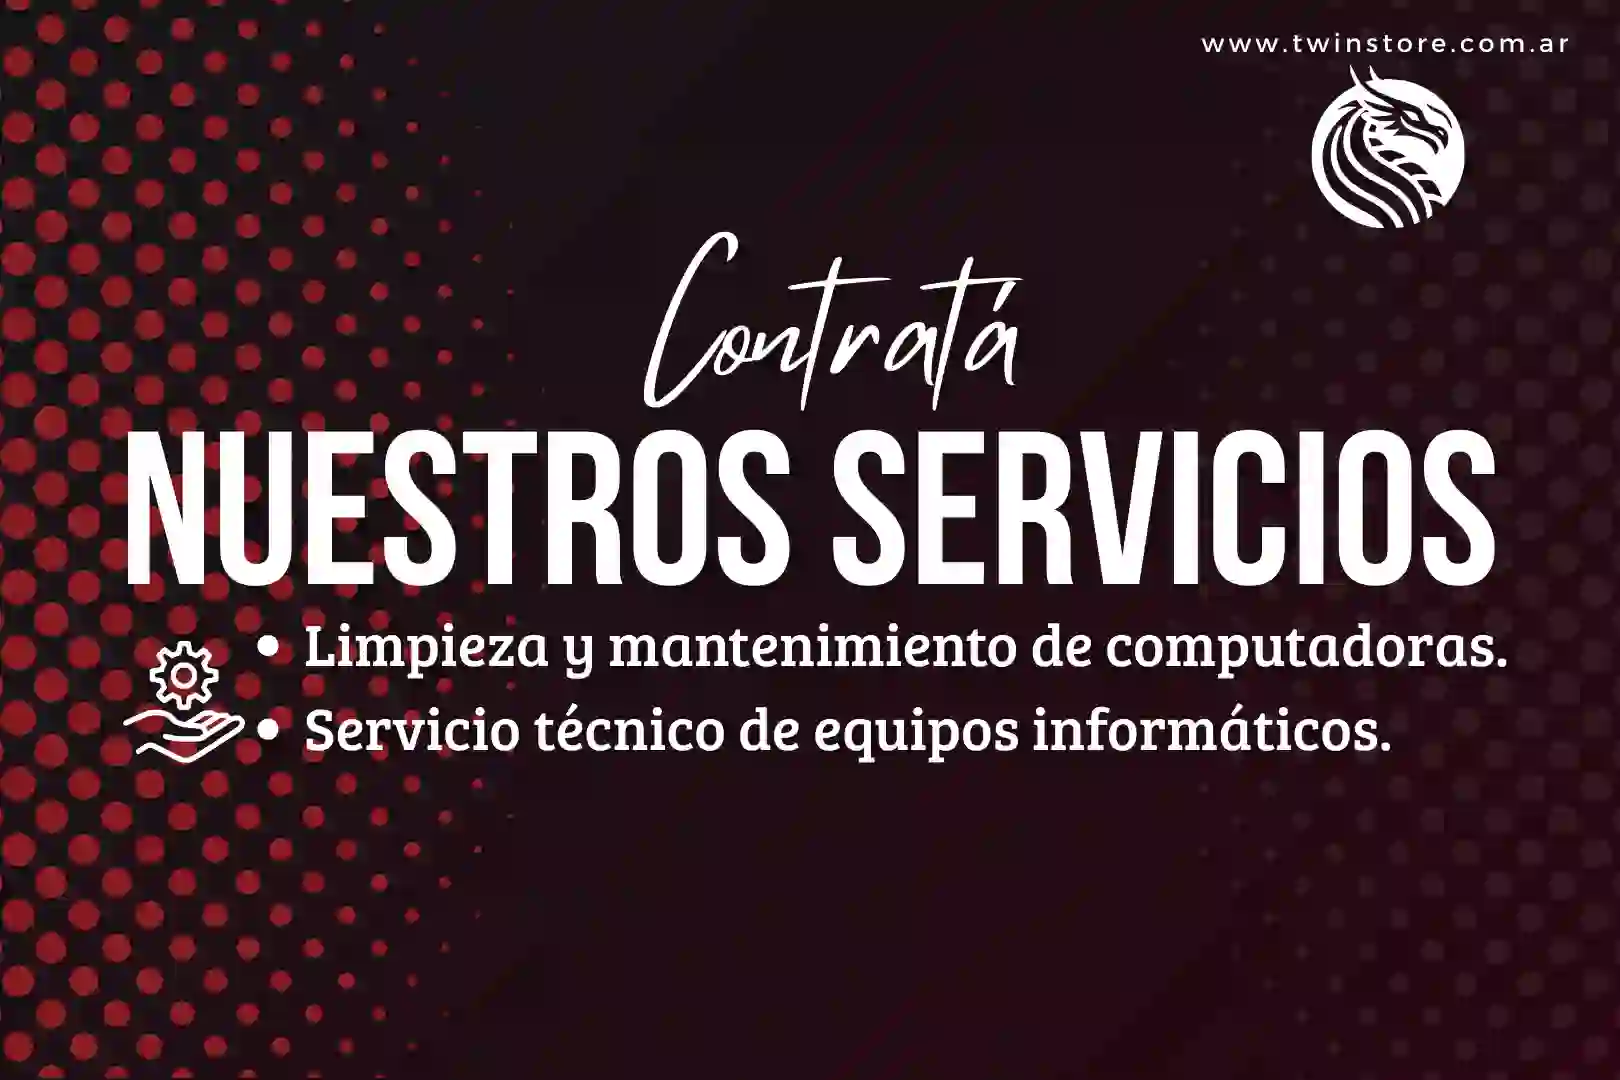 www.twinstore.com.ar
Contratá
NUESTROS SERVICIOS
• Limpieza y mantenimiento de computadoras.
• Servicio técnico de equipos informáticos.